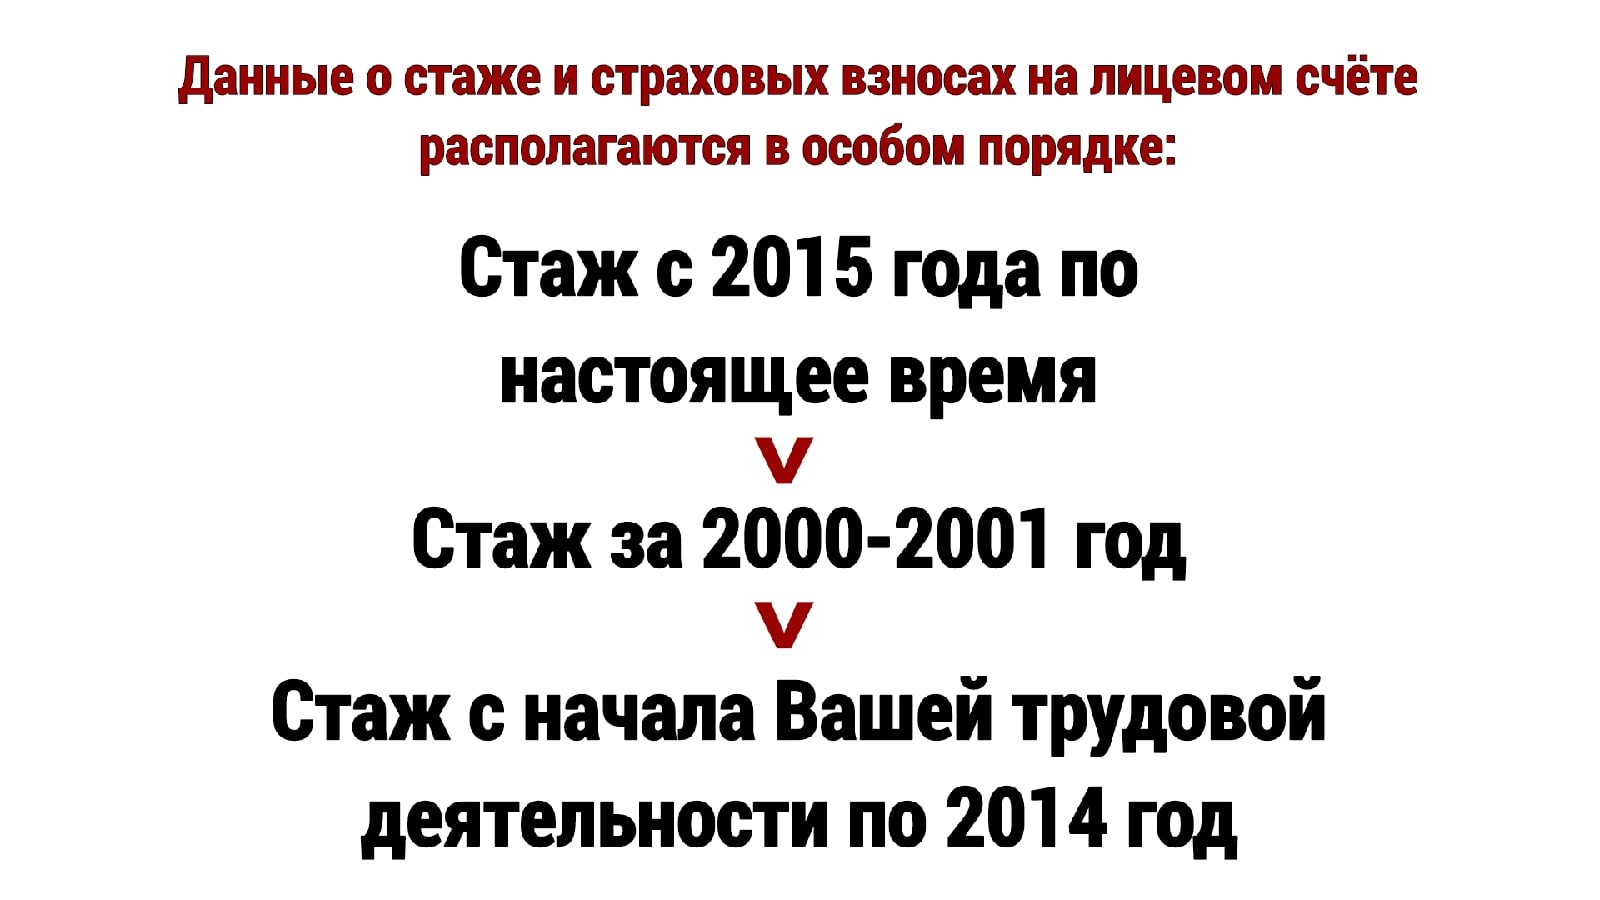 Данные о стаже и страховых взносах на лицевом счёте
располагаются в особом порядке:
Стаж с 2015 года по
настоящее время
V
Стаж за 2000-2001 год
V
Стаж с начала Вашей трудовой
деятельности по 2014 год